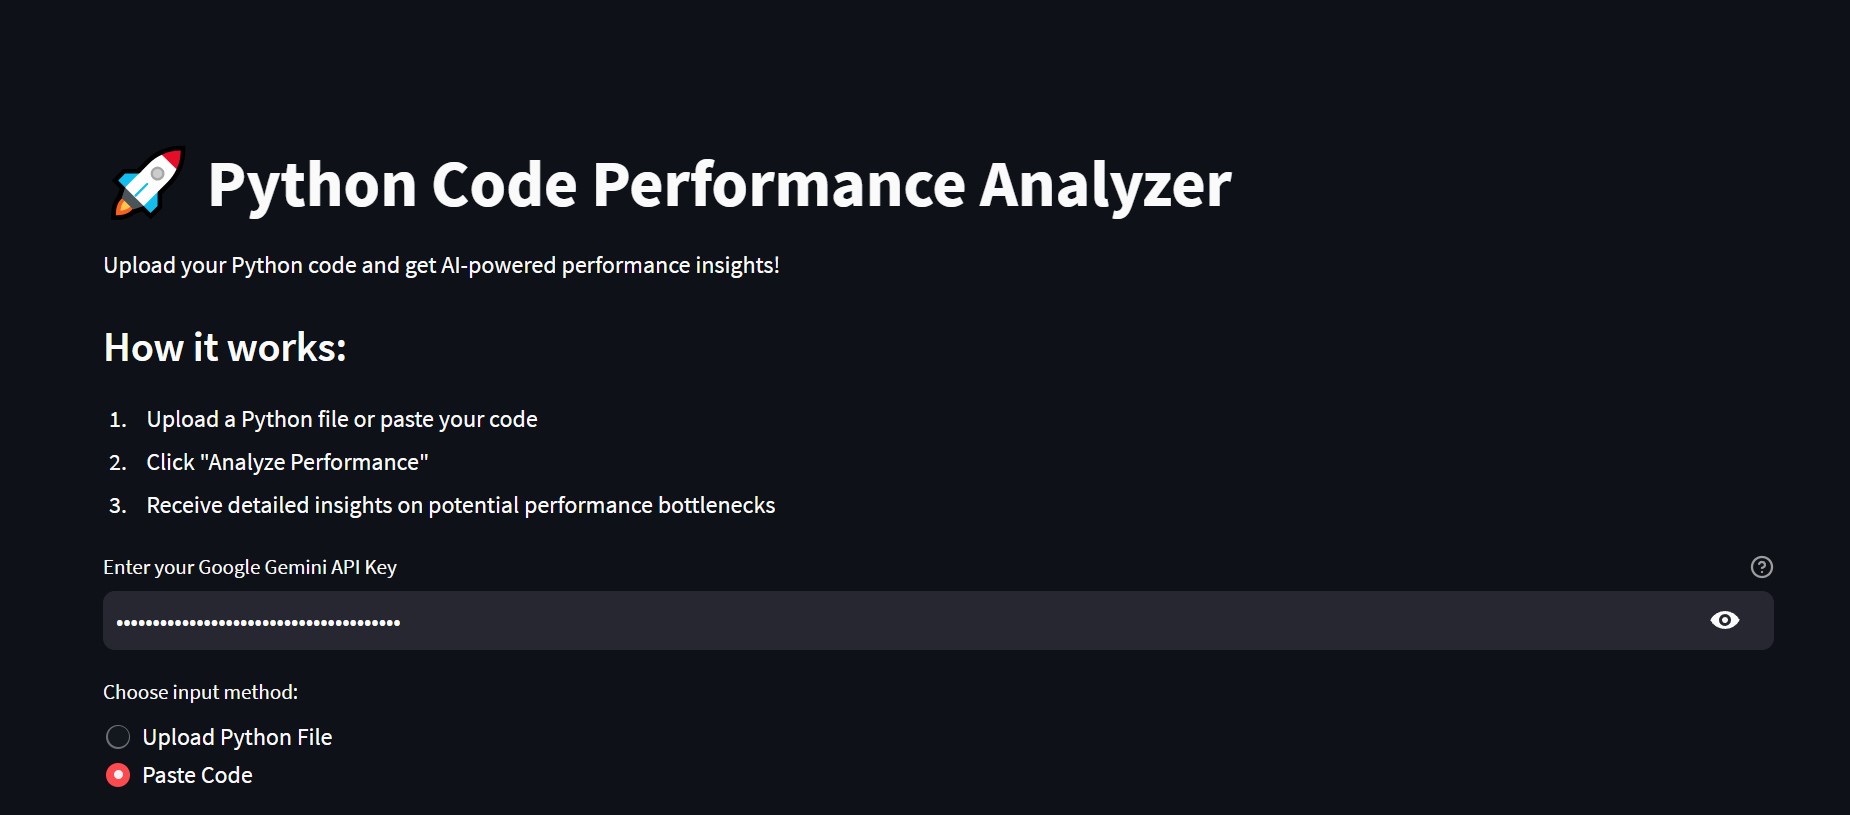 Python Code Performance Analyzer
Upload your Python code and get AI-powered performance insights!
How it works:
1. Upload a Python file or paste your code
2. Click "Analyze Performance"
3. Receive detailed insights on potential performance bottlenecks
Enter your Google Gemini API Key
•••••••••••••••••••••••••••••••••••••••
Choose input method:
Upload Python File
Paste Code